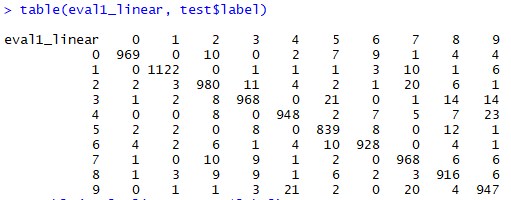 > table(eval1_linear, test$label)
eval1_linear 0 1 2 3 4 5 6 7 8 9
0 969 0 10 0 2 7 9 1 4 4
1 0 1122 0 1 1 1 3 10 1 6
2 2 3 980 11 4 2 1 20 6 1
3 1 2 8 968 0 21 0 1 14 14
4 0 0 8 0 948 2 7 5 7 23
5 2 2 0 8 0 839 8 0 12 1
6 4 2 6 1 4 10 928 0 4 1
7 1 0 10 9 1 2 0 968 6 6
8 1 3 9 9 1 6 2 3 916 6
9 0 1 1 3 21 2 0 20 4 947